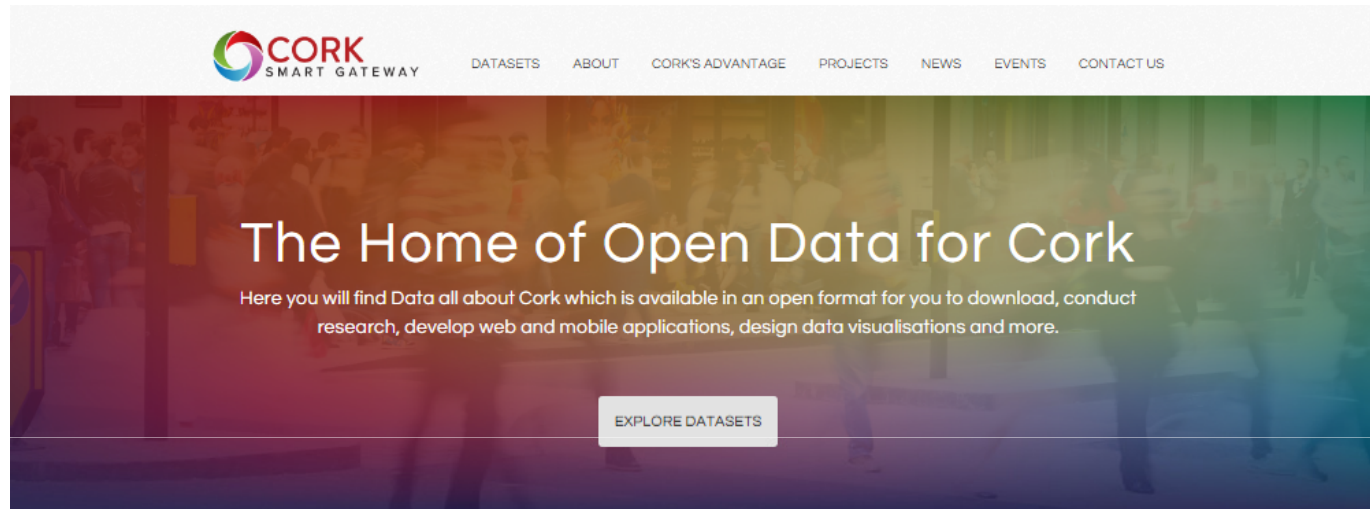 CORK
SMART GATEWAY
DATASETS ABOUT CORK'S ADVANTAGE PROJECTS NEWS EVENTS CONTACT US
The Home of Open Data for Cork
Here you will find Data all about Cork which is available in an open format for you to download, conduct
research, develop web and mobile applications, design data visualisations and more.
EXPLORE DATASETS